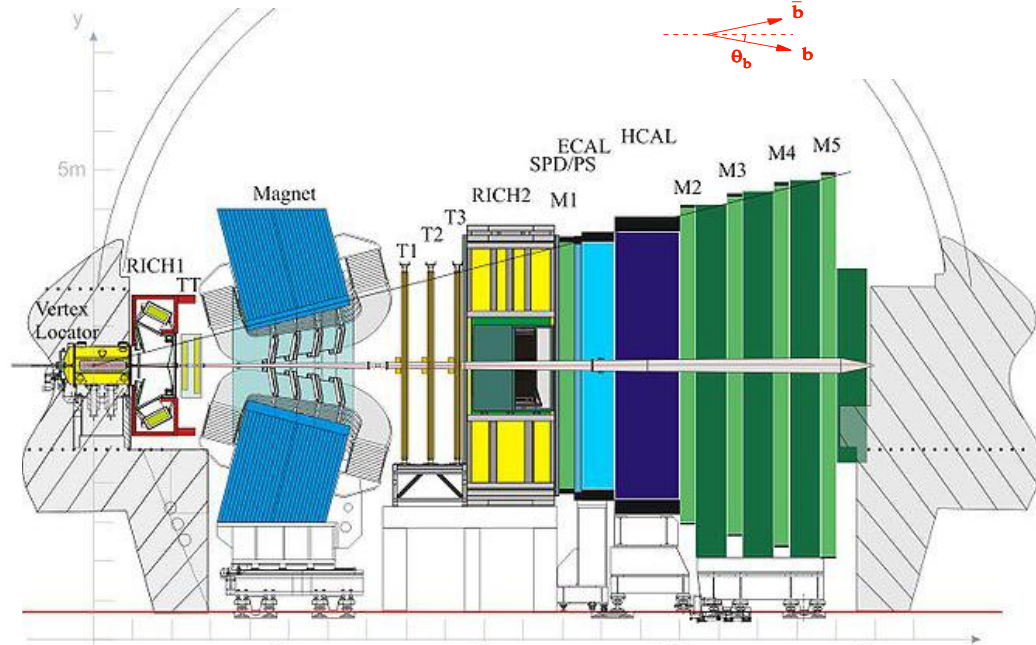 y
b̄
b
θb
5m
Magnet
RICH1
TT
Vertex
Locator
T1
T2
T3
RICH2
M1
SPD/PS
ECAL
HCAL
M2
M3
M4
M5